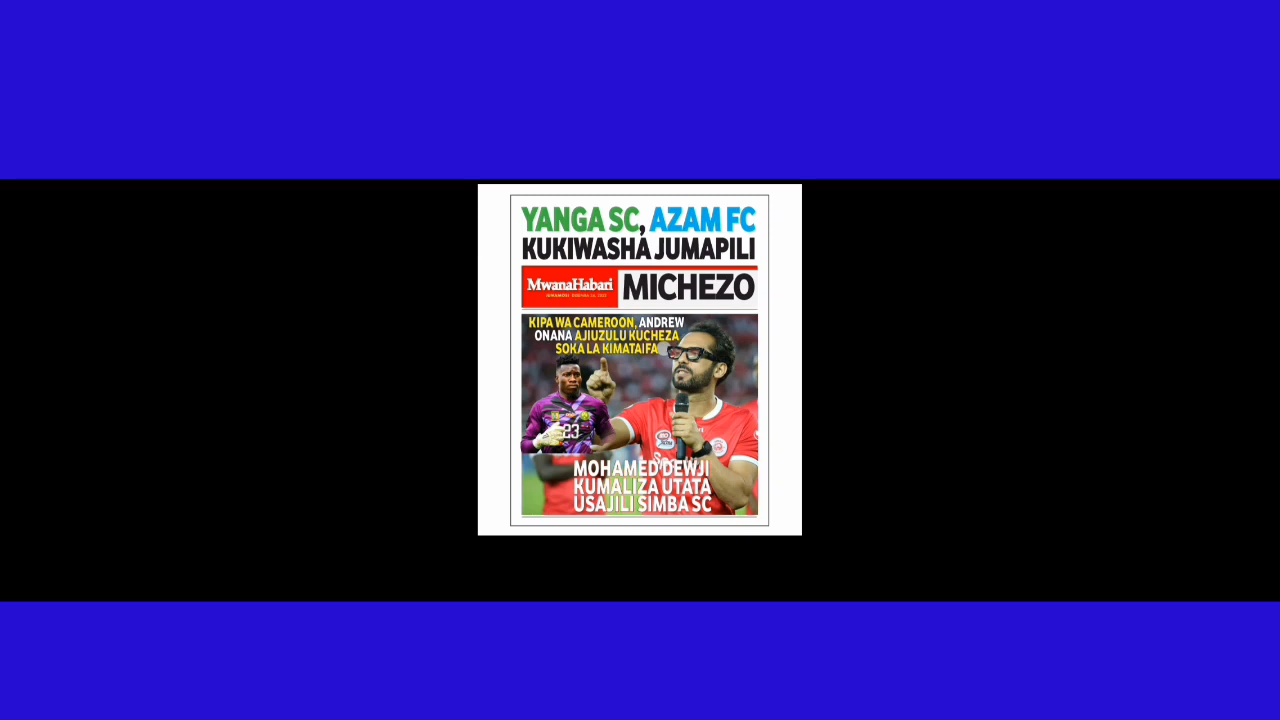 YANGA SC, AZAM FC
KUKIWASHA JUMAPILI
MwanaHabari
MICHEZO
KIPA WA CAMEROON, ANDREW
ONANA AJIUZULU KUCHEZA
SOKA LA KIMATAIFA
23
MOHAMED DEWJI
KUMALIZA UTATA
USAJILI SIMBA SC